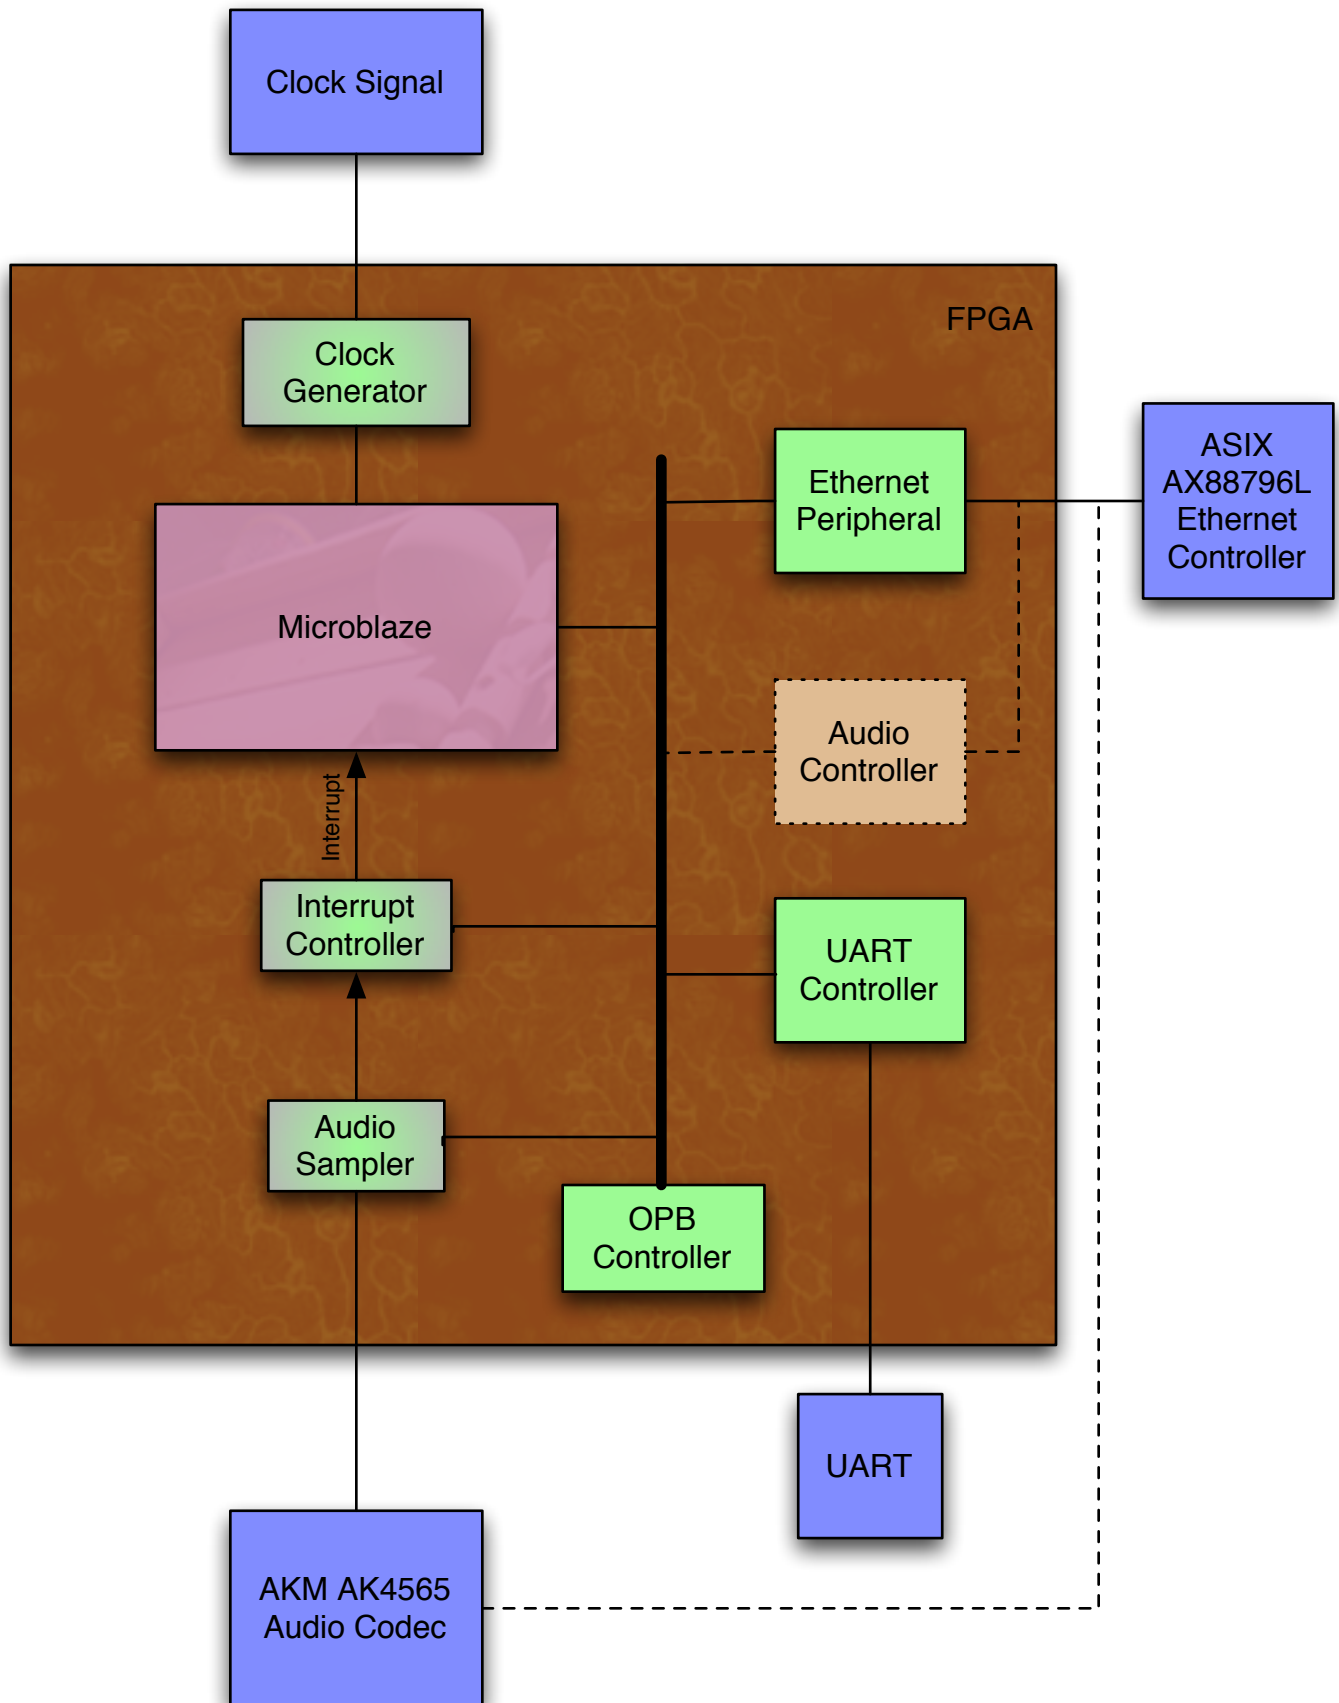 Clock Signal
FPGA
Clock
Generator
ASIX
AX88796L
Ethernet
Controller
Ethernet
Peripheral
Microblaze
Audio
Controller
Interrupt
Interrupt
Controller
UART
Controller
Audio
Sampler
OPB
Controller
UART
AKM AK4565
Audio Codec